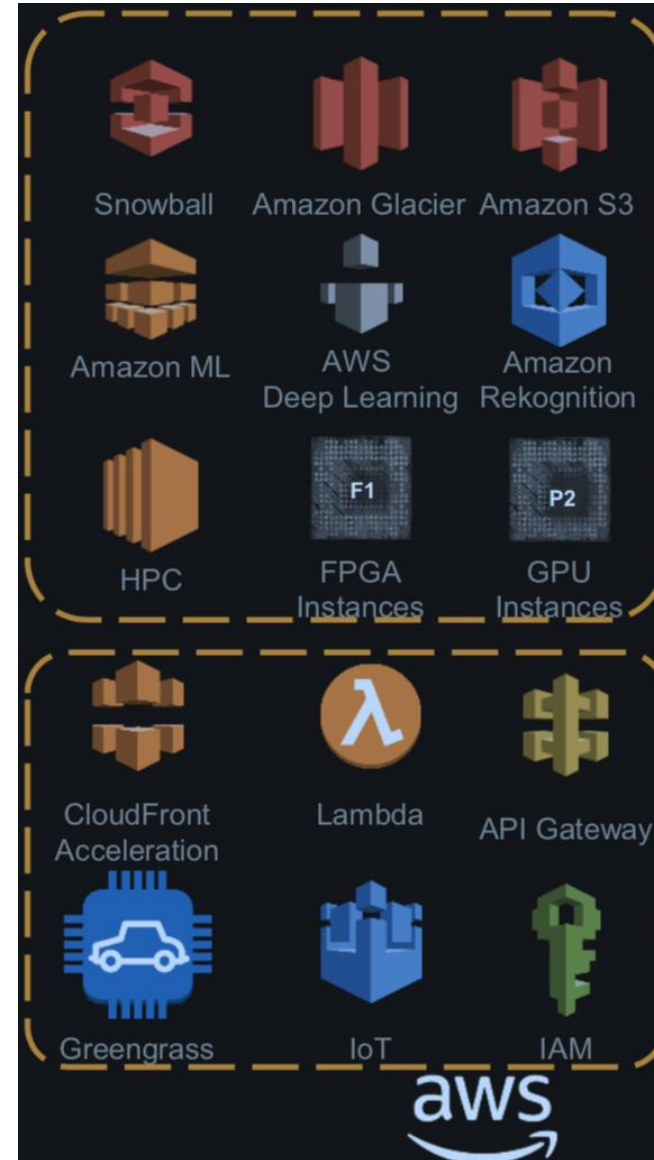 Snowball Amazon Glacier Amazon S3
Amazon ML
AWS
Deep Learning
Amazon
Rekognition
HPC
F1
FPGA
Instances
P2
GPU
Instances
CloudFront
Acceleration
λ
Lambda
API Gateway
Greengrass IoT IAM
aws